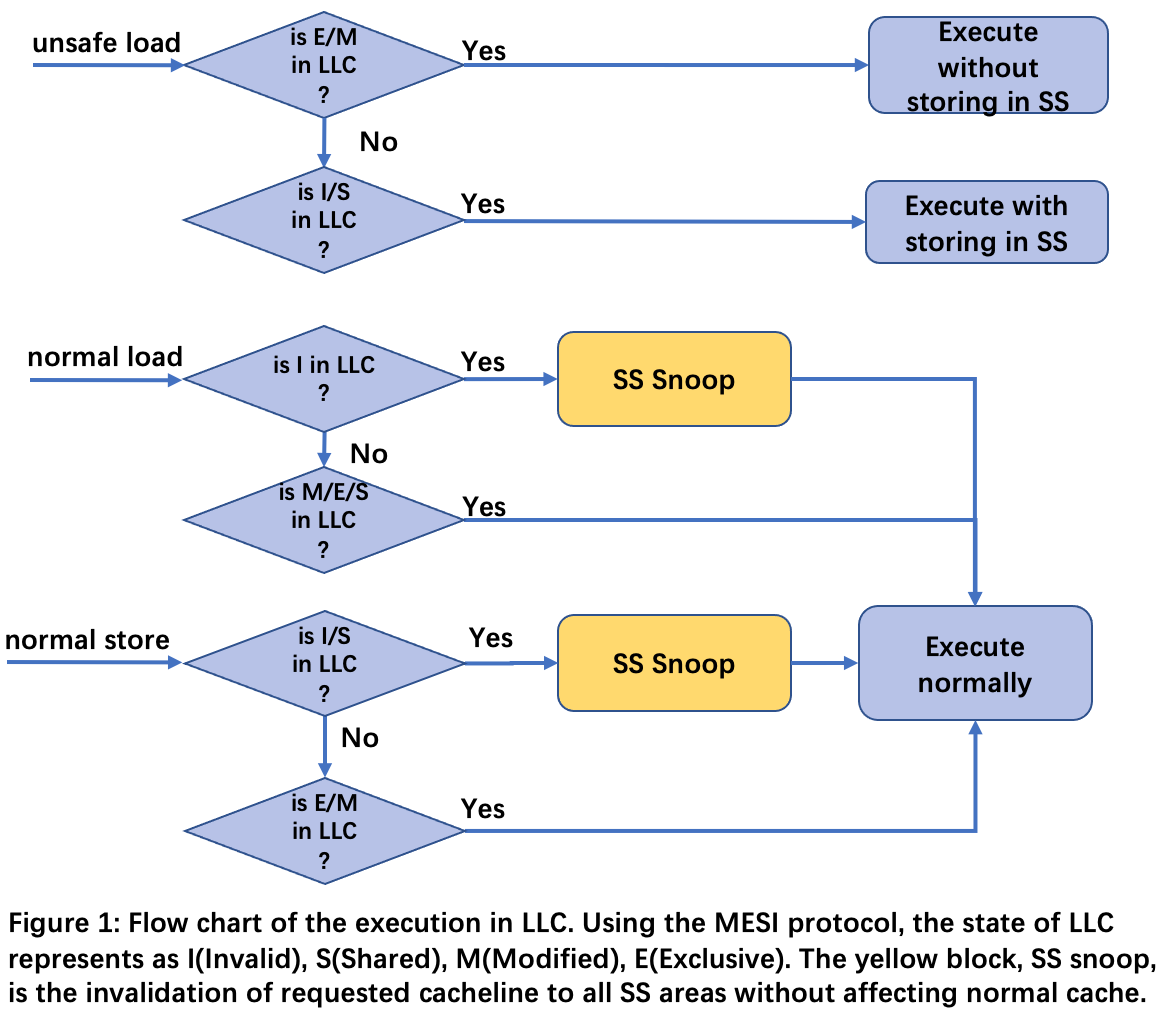 unsafe load
is E/M
in LLC
?
Yes
Execute
without
storing in SS
No
is I/S
in LLC
?
Yes
Execute with
storing in SS
normal load
is I in LLC
?
Yes
SS Snoop
No
is M/E/S
in LLC
?
Yes
normal store
is I/S
in LLC
?
Yes
SS Snoop
Execute
normally
No
is E/M
in LLC
?
Yes
Figure 1: Flow chart of the execution in LLC. Using the MESI protocol, the state of LLC
represents as I(Invalid), S(Shared), M(Modified), E(Exclusive). The yellow block, SS snoop,
is the invalidation of requested cacheline to all SS areas without affecting normal cache.